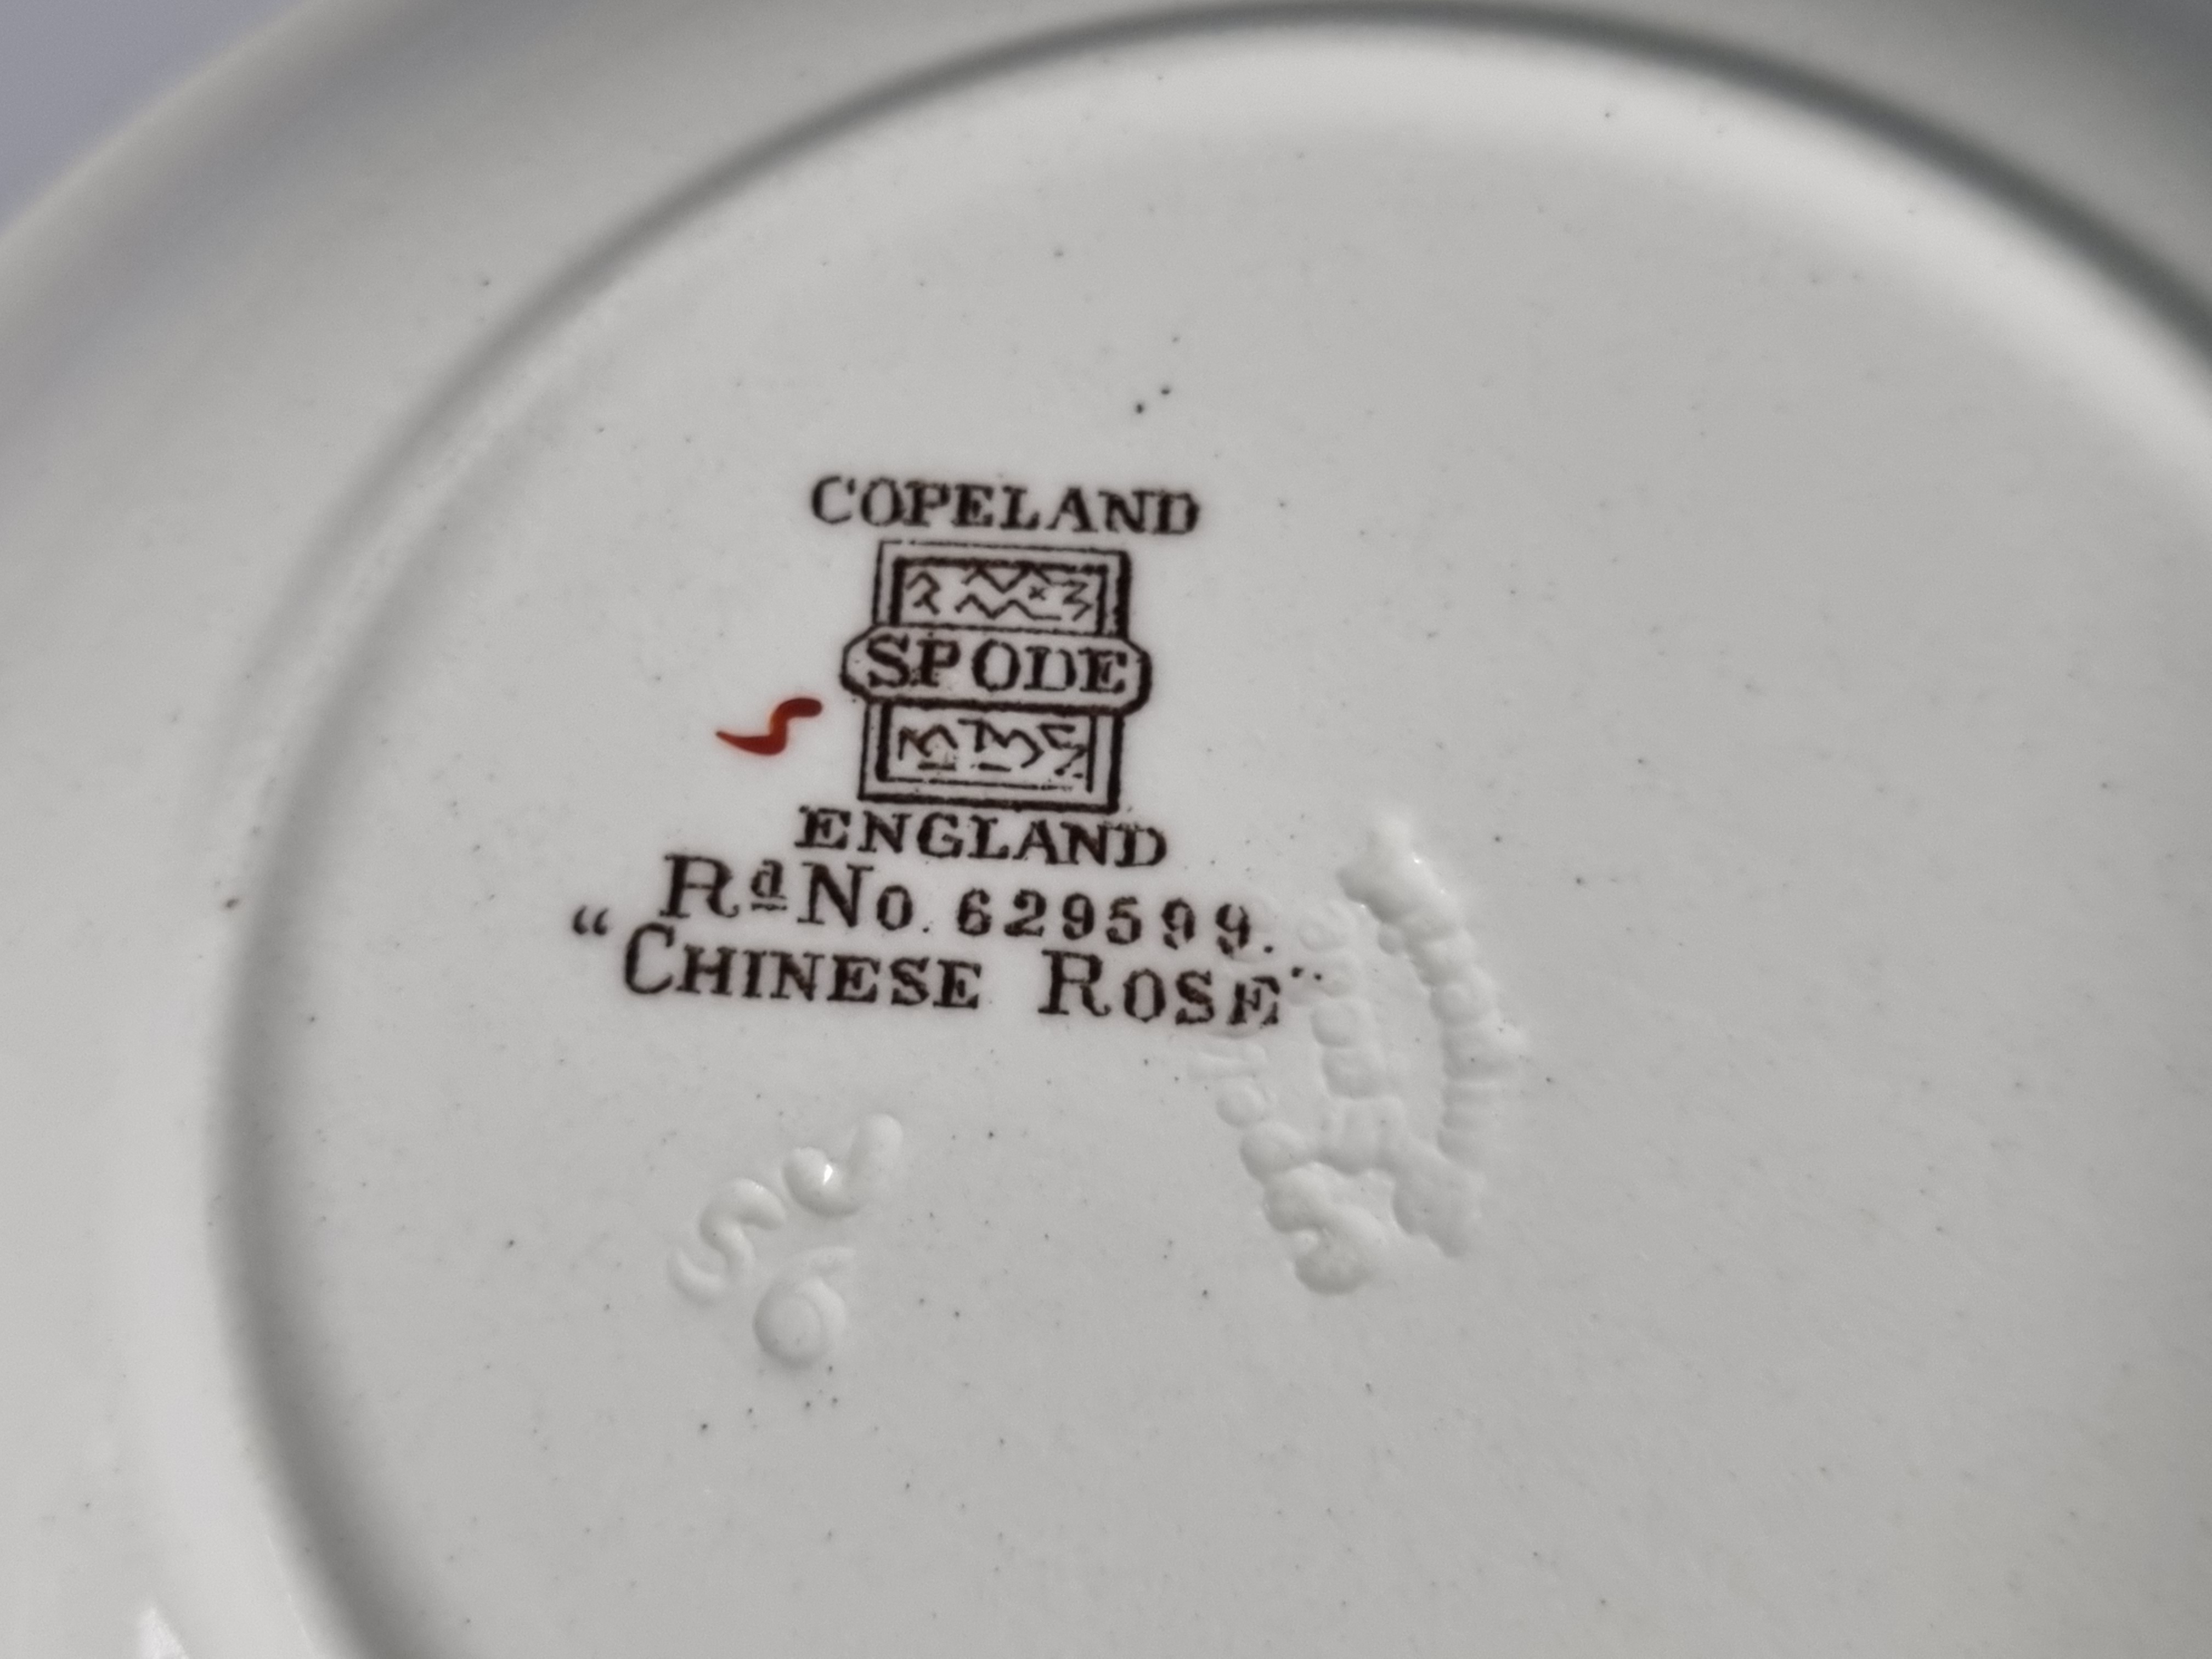 COPELAND
SPODE
ENGLAND
Rd No. 629599.
“CHINESE ROSE”